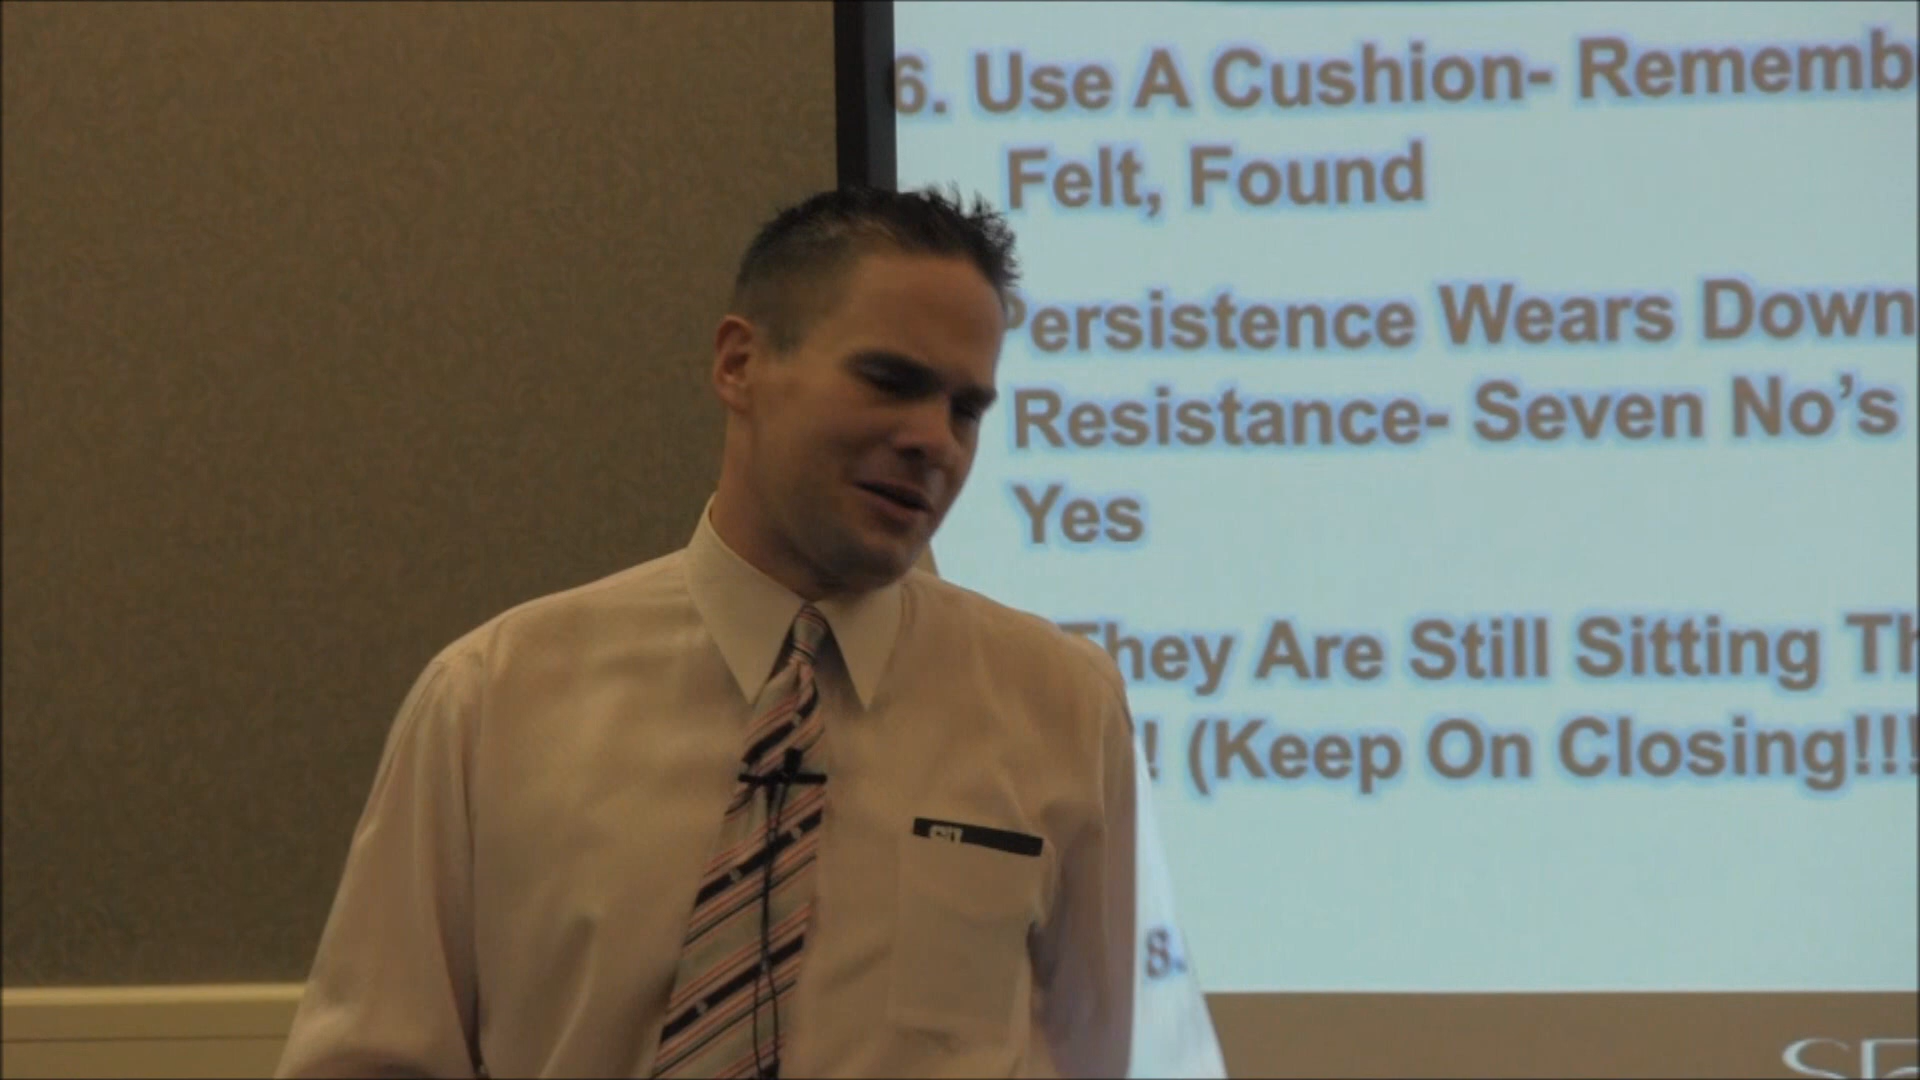 6. Use A Cushion- Rememb
Felt, Found
Persistence Wears Down
Resistance- Seven No’s
Yes
They Are Still Sitting Th
! (Keep On Closing!!!
8.